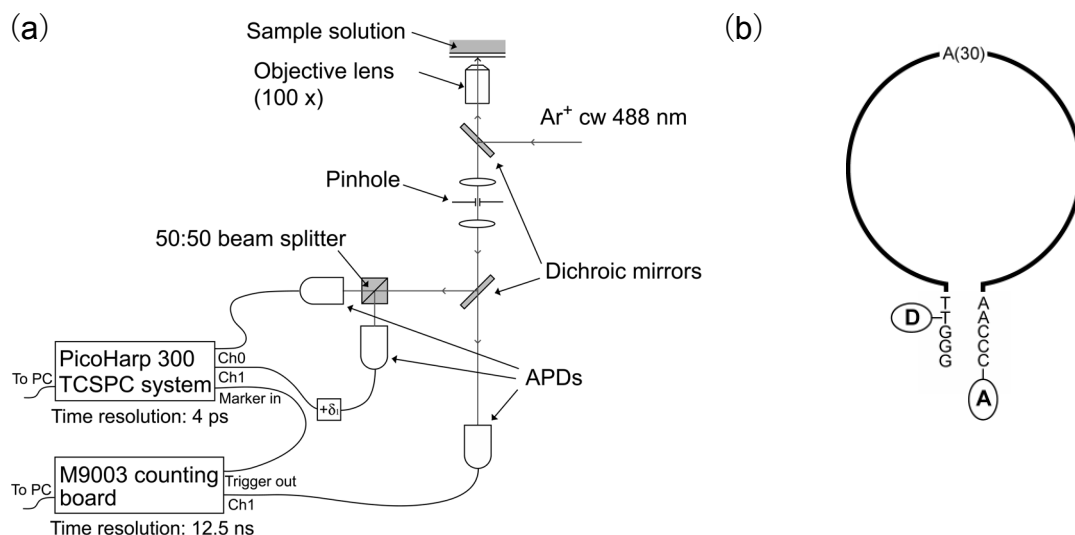 (a)
Sample solution
Objective lens
(100 x)
Ar⁺ cw 488 nm
Pinhole
50:50 beam splitter
Dichroic mirrors
PicoHarp 300
TCSPC system
To PC
Ch0
Ch1
Marker in
Time resolution: 4 ps
+δ₁
APDs
M9003 counting
board
To PC
Trigger out
Ch1
Time resolution: 12.5 ns
(b)
A(30)
T
T
G
G
G
D
A
A
C
C
C
A